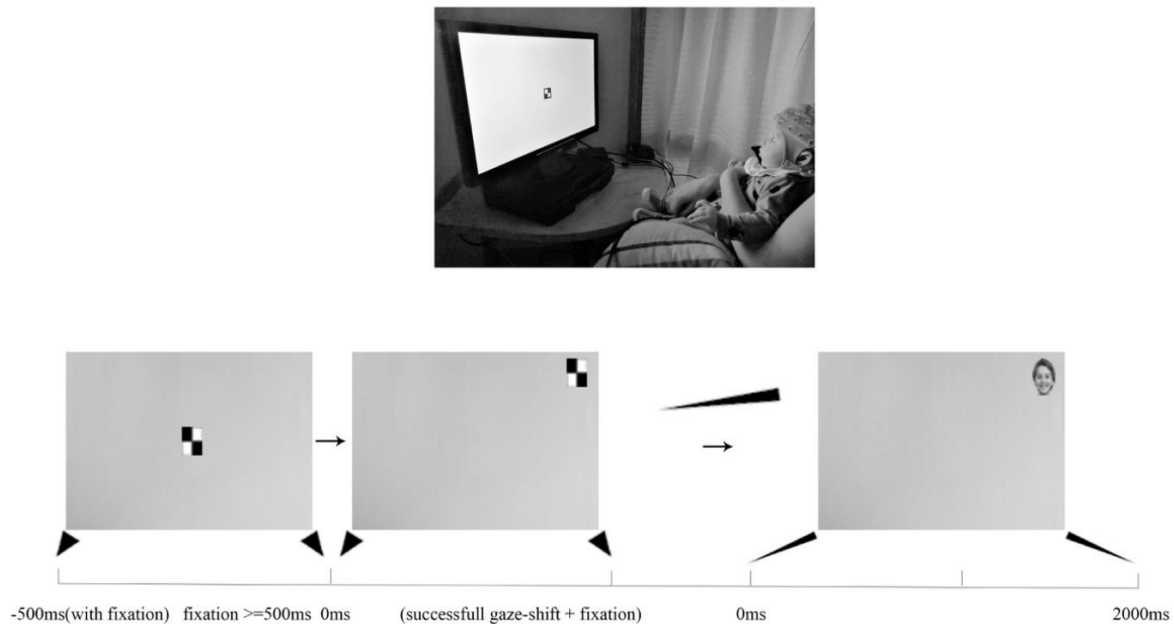 -500ms(with fixation) fixation >=500ms 0ms (successfull gaze-shift + fixation) 0ms 2000ms